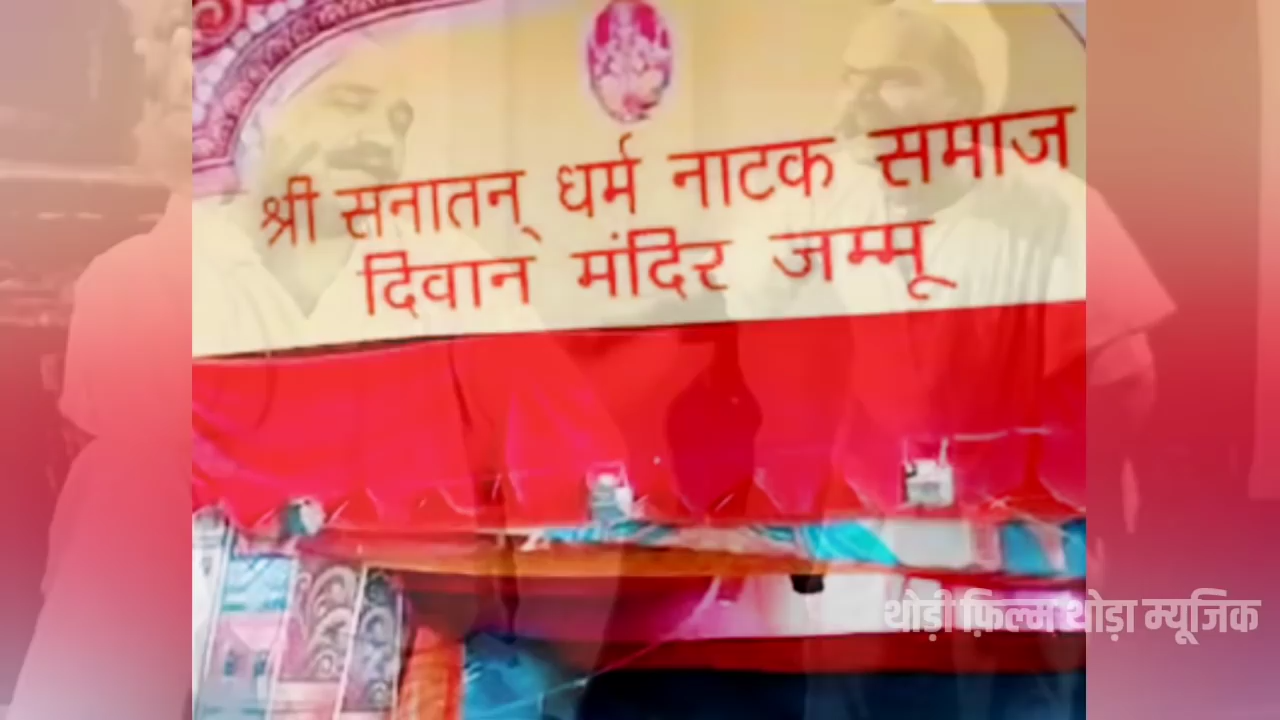 श्री सनातन् धर्म नाटक समाज
दिवान मंदिर जम्मू
थोड़ी फ़िल्म थोड़ा म्यूजिक